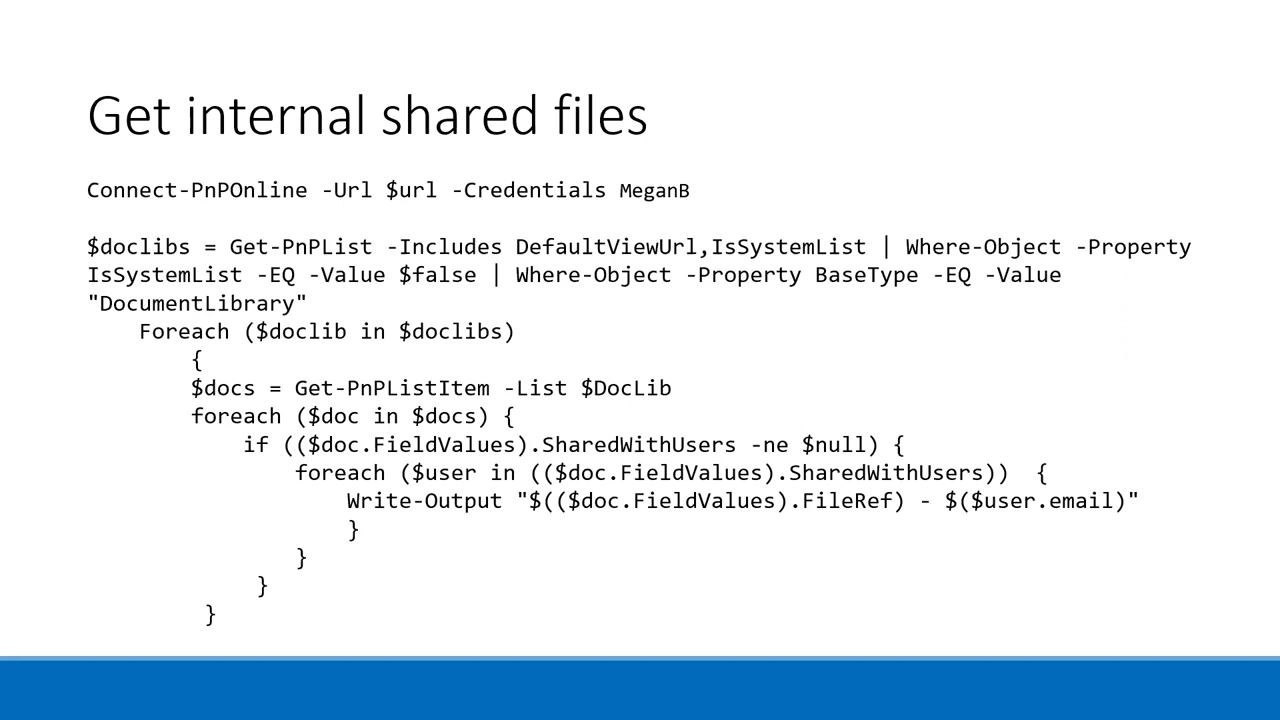 Get internal shared files
Connect-PnPOnline -Url $url -Credentials MeganB
$doclibs = Get-PnPList -Includes DefaultViewUrl,IsSystemList | Where-Object -Property
IsSystemList -EQ -Value $false | Where-Object -Property BaseType -EQ -Value
"DocumentLibrary"
Foreach ($doclib in $doclibs)
{
$docs = Get-PnPListItem -List $DocLib
foreach ($doc in $docs) {
if (($doc.FieldValues).SharedWithUsers -ne $null) {
foreach ($user in (($doc.FieldValues).SharedWithUsers))  {
Write-Output "$(($doc.FieldValues).FileRef) - $($user.email)"
}
}
}
}